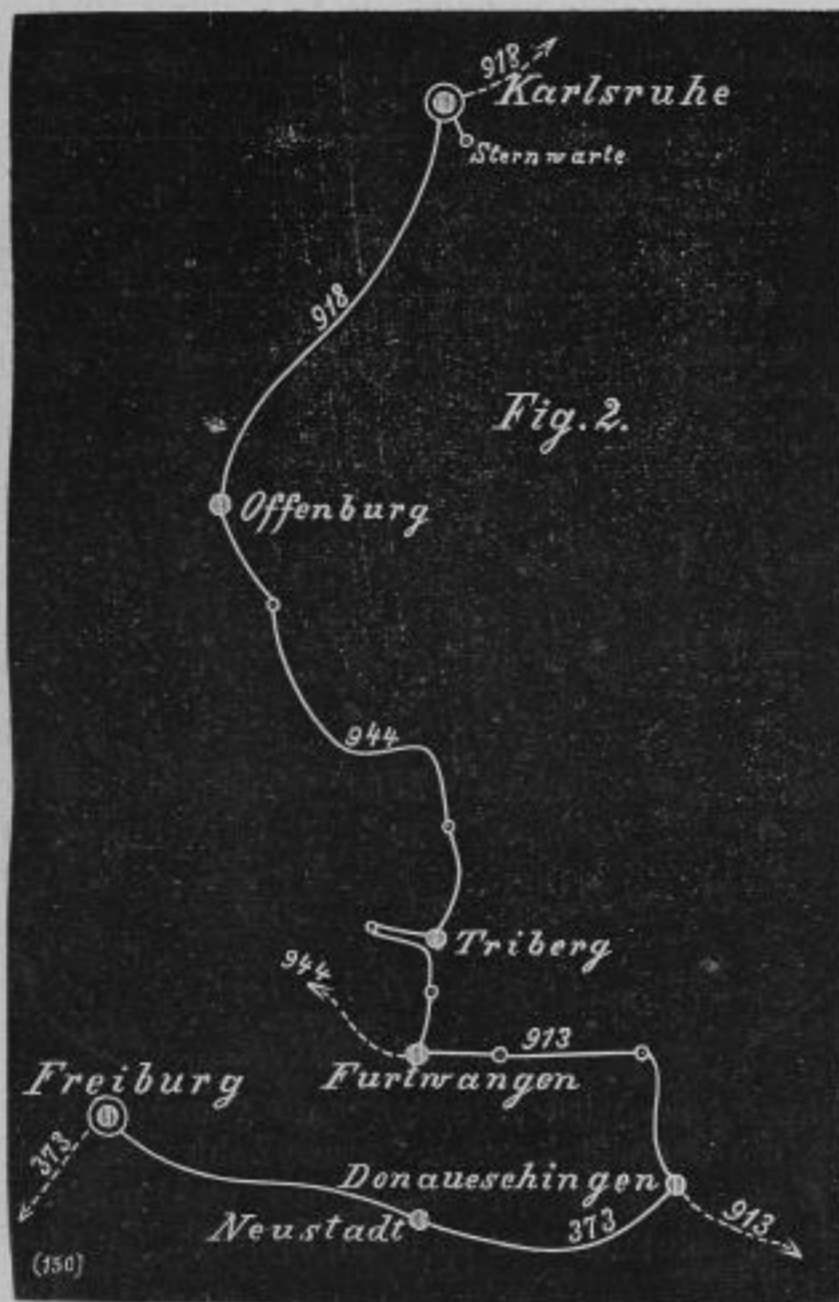 918
Karlsruhe
Sternwarte
918
Fig. 2.
Offenburg
944
Triberg
944
913
Furtwangen
Freiburg
373
Donaueschingen
913
Neustadt
373
(150)